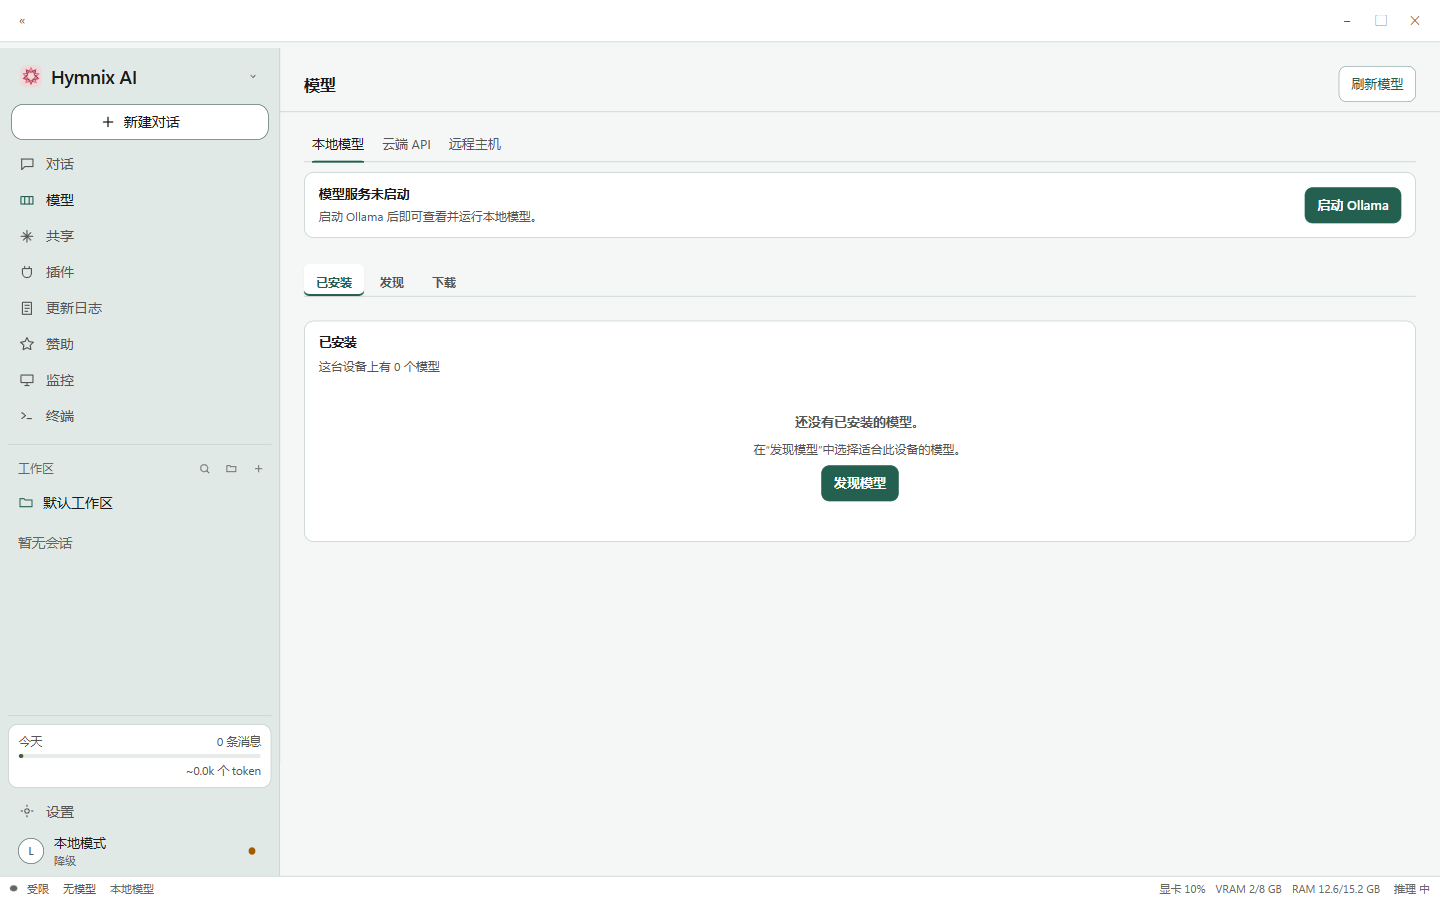 «
Hymnix AI
新建对话
对话
模型
共享
插件
更新日志
赞助
监控
终端
工作区
默认工作区
暂无会话
今天 0 条消息
~0.0k 个 token
设置
L 本地模式
降级
模型
刷新模型
本地模型 云端 API 远程主机
模型服务未启动
启动 Ollama 后即可查看并运行本地模型。
启动 Ollama
已安装 发现 下载
已安装
这台设备上有 0 个模型
还没有已安装的模型。
在“发现模型”中选择适合此设备的模型。
发现模型
受限 无模型 本地模型 显卡 10% VRAM 2/8 GB RAM 12.6/15.2 GB 推理 中